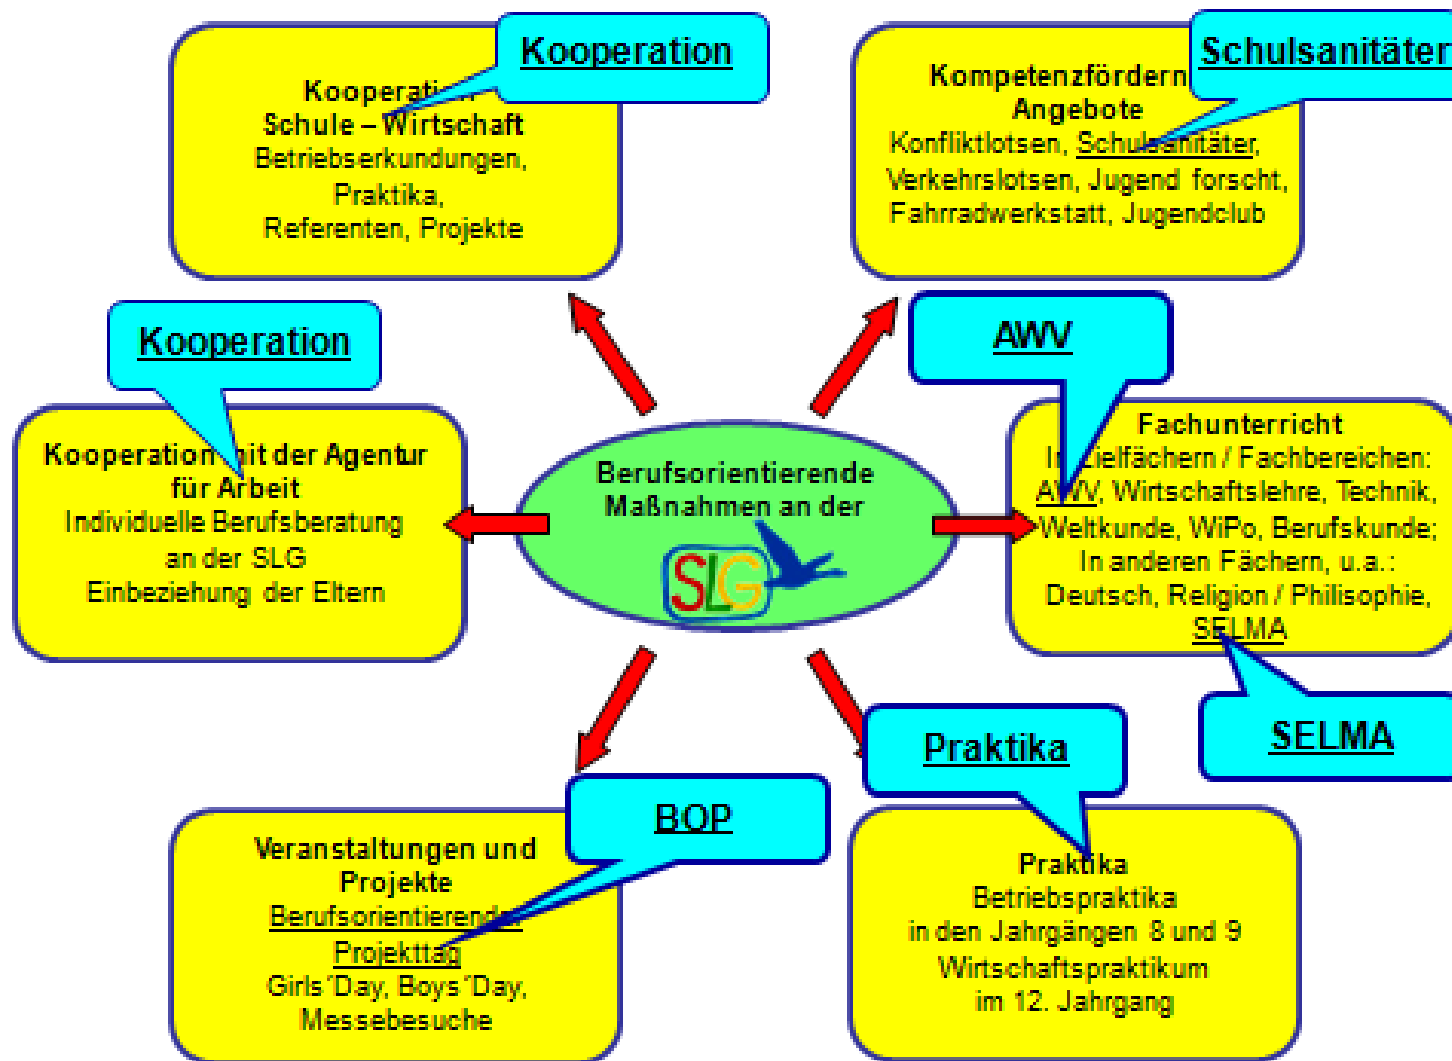 Kooperation
Kooperation
Schule – Wirtschaft
Betriebserkundungen,
Praktika,
Referenten, Projekte
Schulsanitäter
Kompetenzfördern
Angebote
Konfliktlotsen, Schulsanitäter,
Verkehrslotsen, Jugend forscht,
Fahrradwerkstatt, Jugendclub
Kooperation
Kooperation mit der Agentur
für Arbeit
Individuelle Berufsberatung
an der SLG
Einbeziehung der Eltern
Berufsorientierende
Maßnahmen an der
SLG
AWV
Fachunterricht
In Zielfächern / Fachbereichen:
AWV, Wirtschaftslehre, Technik,
Weltkunde, WiPo, Berufskunde;
In anderen Fächern, u.a.:
Deutsch, Religion / Philisophie,
SELMA
SELMA
BOP
Veranstaltungen und
Projekte
Berufsorientierender
Projekttag
Girls´Day, Boys´Day,
Messebesuche
Praktika
Praktika
Betriebspraktika
in den Jahrgängen 8 und 9
Wirtschaftspraktikum
im 12. Jahrgang